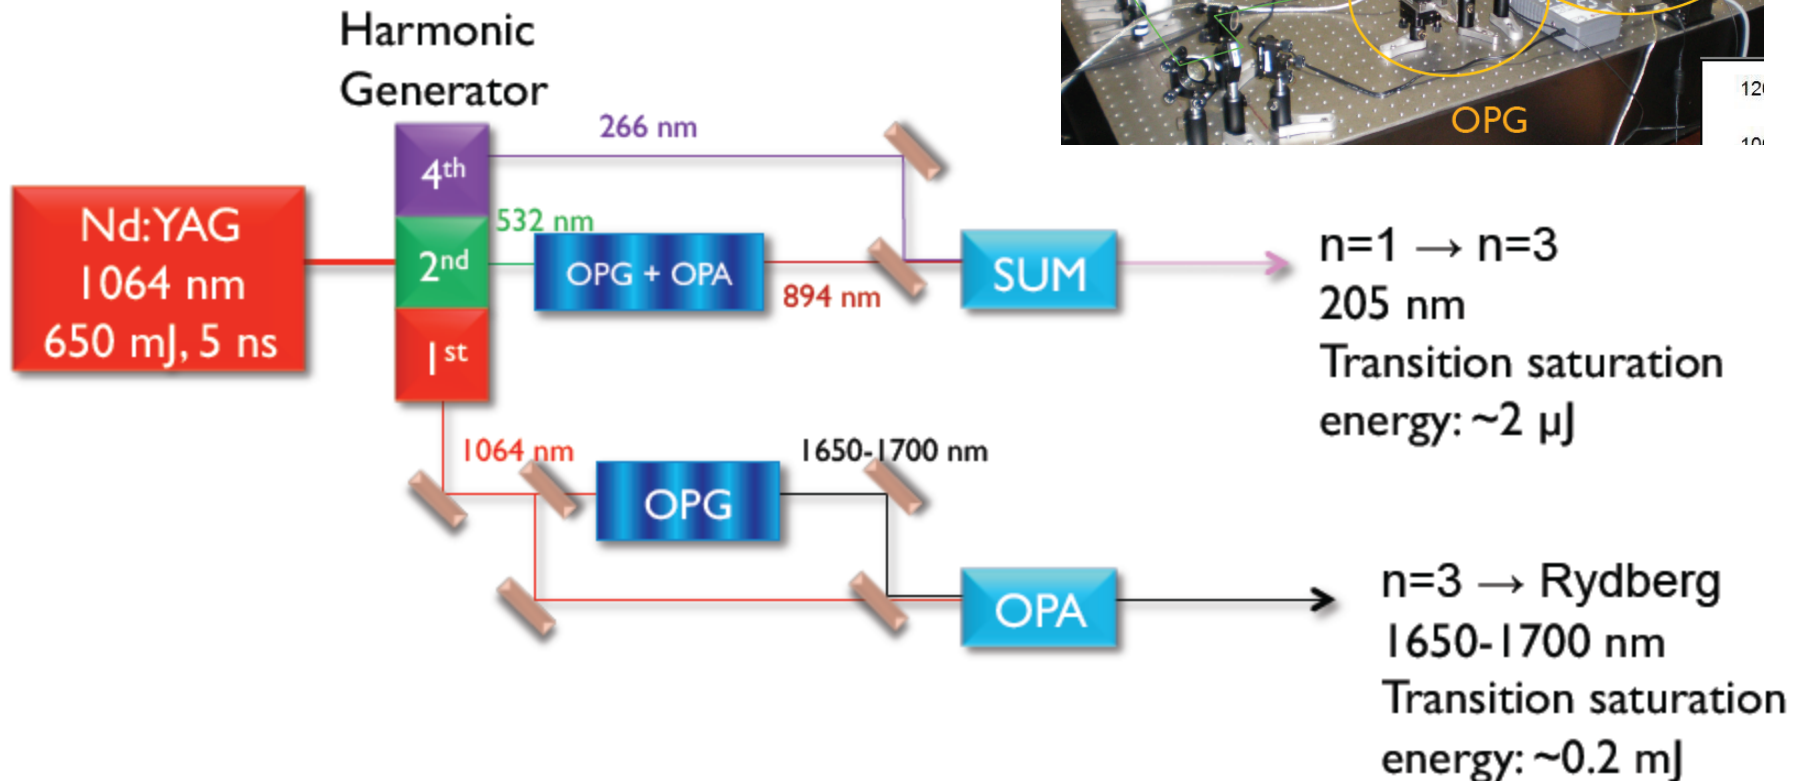 Harmonic
Generator
OPG
266 nm
4th
532 nm
Nd:YAG
1064 nm
650 mJ, 5 ns
2nd
OPG + OPA
894 nm
SUM
n=1 → n=3
205 nm
Transition saturation
energy: ~2 μJ
1st
1064 nm
1650-1700 nm
OPG
OPA
n=3 → Rydberg
1650-1700 nm
Transition saturation
energy: ~0.2 mJ